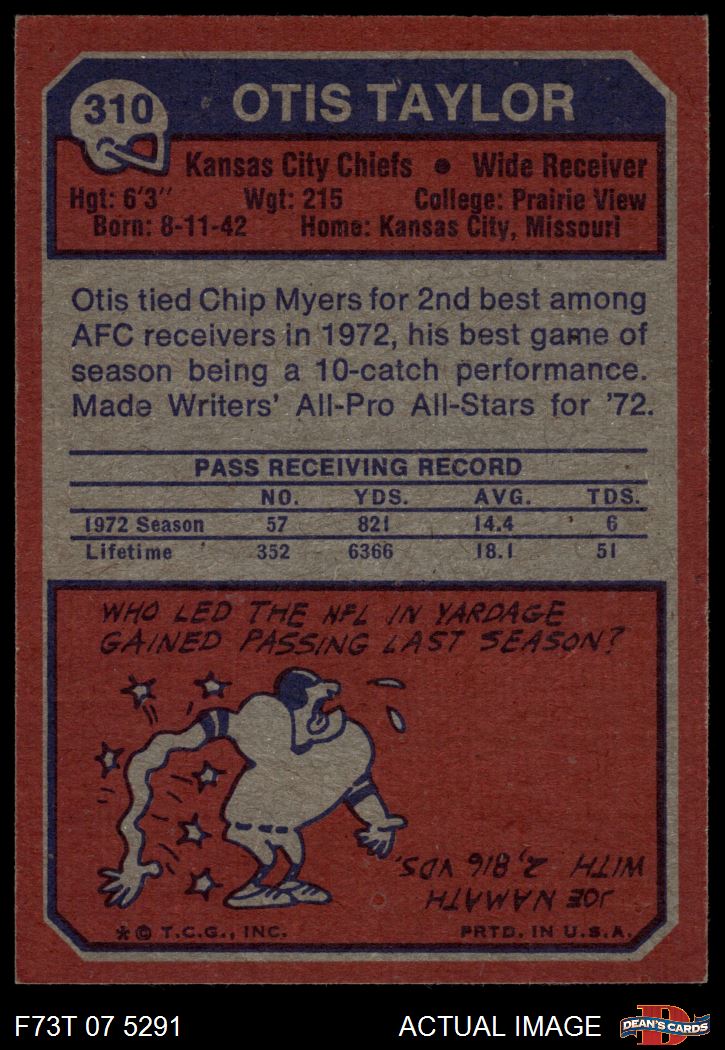 310
OTIS TAYLOR
Kansas City Chiefs • Wide Receiver
Hgt: 6'3" Wgt: 215 College: Prairie View
Born: 8-11-42 Home: Kansas City, Missouri
Otis tied Chip Myers for 2nd best among
AFC receivers in 1972, his best game of
season being a 10-catch performance.
Made Writers' All-Pro All-Stars for '72.
PASS RECEIVING RECORD
NO. YDS. AVG. TDS.
1972 Season 57 821 14.4 6
Lifetime 352 6366 18.1 51
WHO LED THE NFL IN YARDAGE
GAINED PASSING LAST SEASON?
JOE NAMATH
WITH 2,816 YDS.
* © T.C.G., INC. PRTD. IN U.S.A.
F73T 07 5291 ACTUAL IMAGE D DEAN'S CARDS